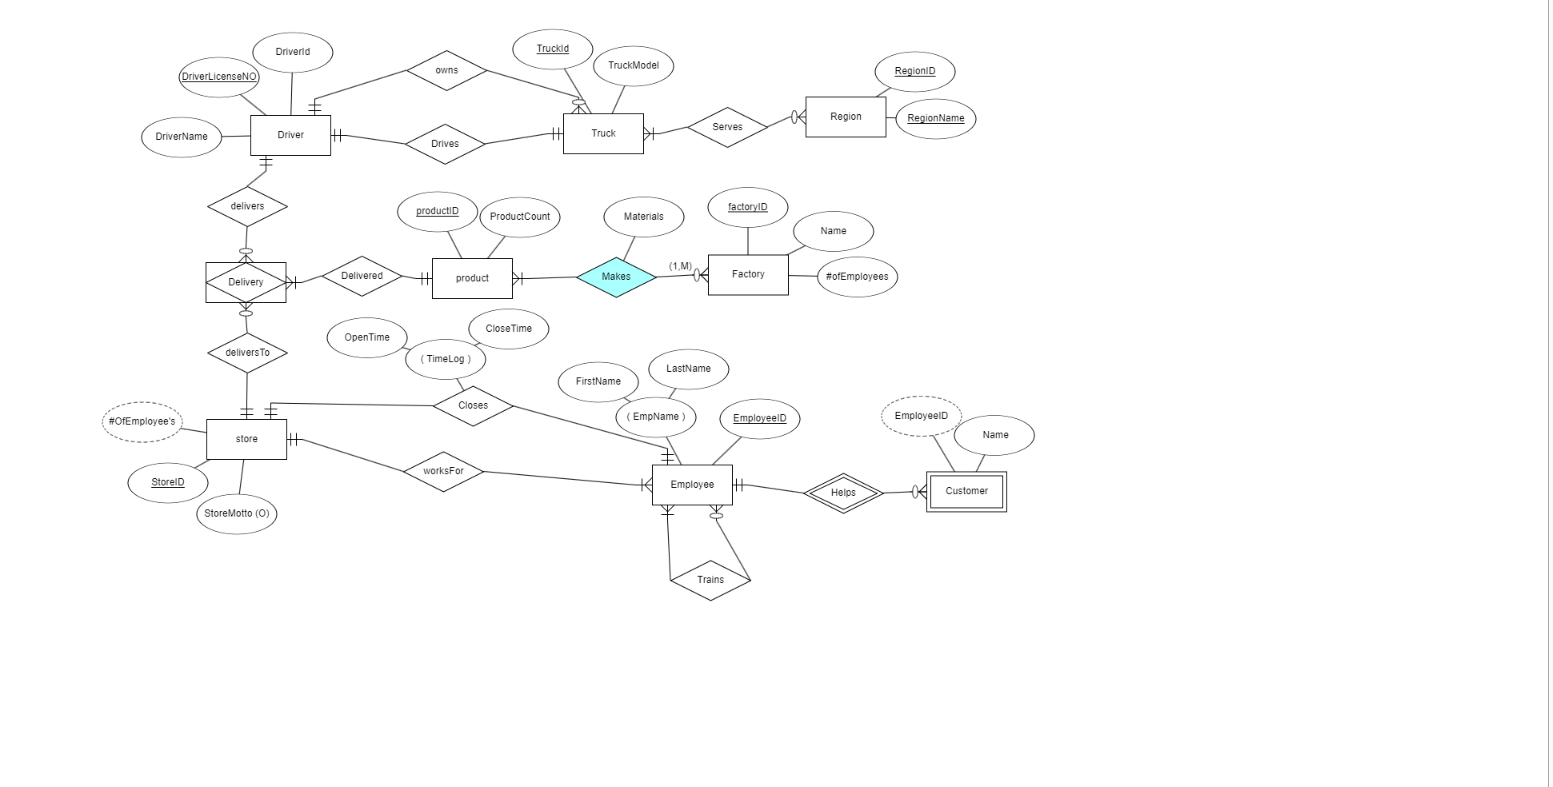 DriverId
TruckId
owns
TruckModel
RegionID
DriverLicenseNO
RegionName
Region
Serves
Truck
Driver
DriverName
Drives
delivers
productID
ProductCount
Materials
factoryID
Name
Delivered
product
Makes
(1,M)
Factory
#ofEmployees
Delivery
OpenTime
CloseTime
( TimeLog )
deliversTo
FirstName
LastName
Closes
( EmpName )
EmployeeID
EmployeeID
Name
#OfEmployee's
store
worksFor
StoreID
StoreMotto (O)
Employee
Helps
Customer
Trains